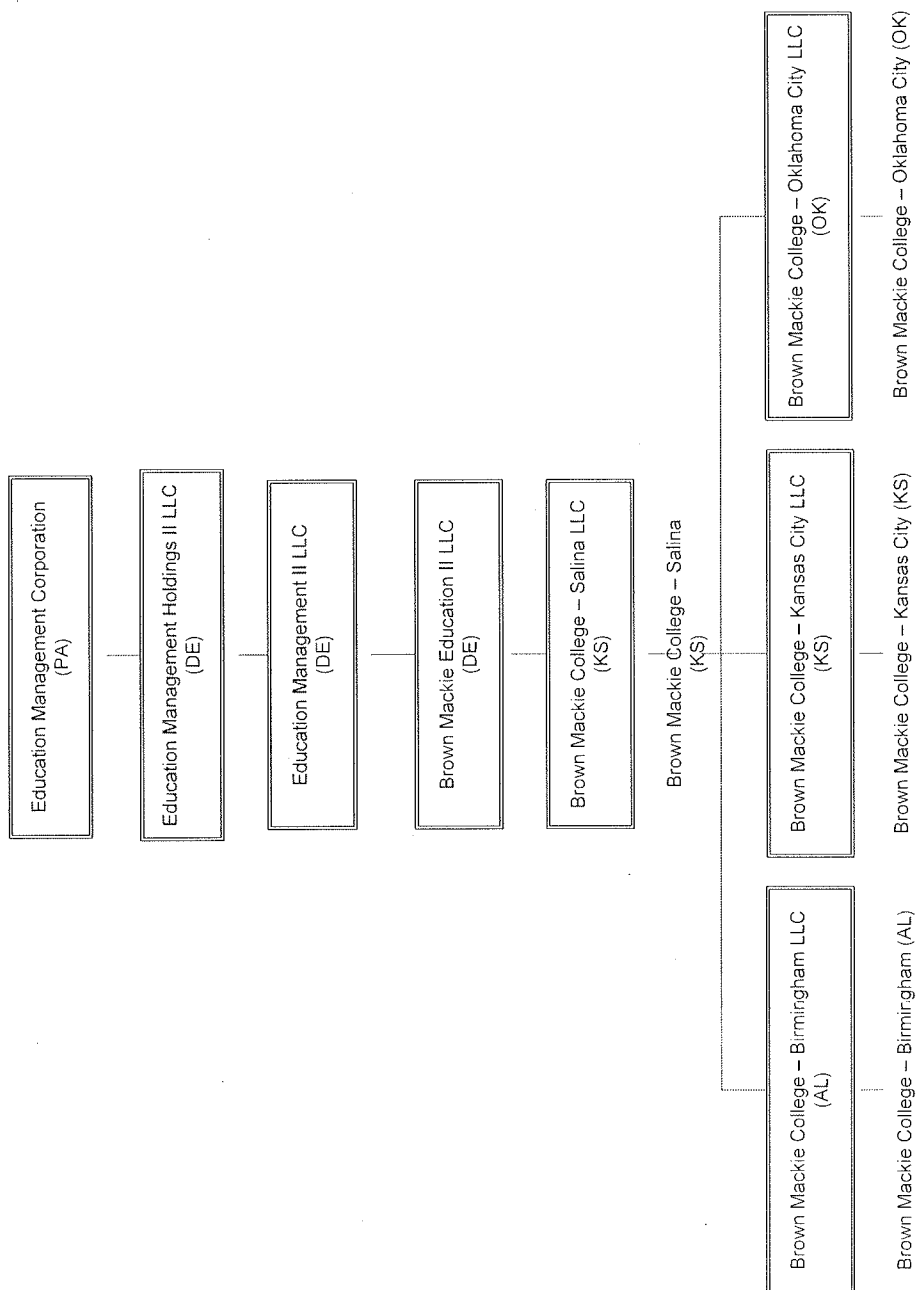 Education Management Corporation
(PA)
Education Management Holdings II LLC
(DE)
Education Management II LLC
(DE)
Brown Mackie Education II LLC
(DE)
Brown Mackie College – Salina LLC
(KS)
Brown Mackie College – Salina
(KS)
Brown Mackie College – Birmingham LLC
(AL)
Brown Mackie College – Birmingham (AL)
Brown Mackie College – Kansas City LLC
(KS)
Brown Mackie College – Kansas City (KS)
Brown Mackie College – Oklahoma City LLC
(OK)
Brown Mackie College – Oklahoma City (OK)